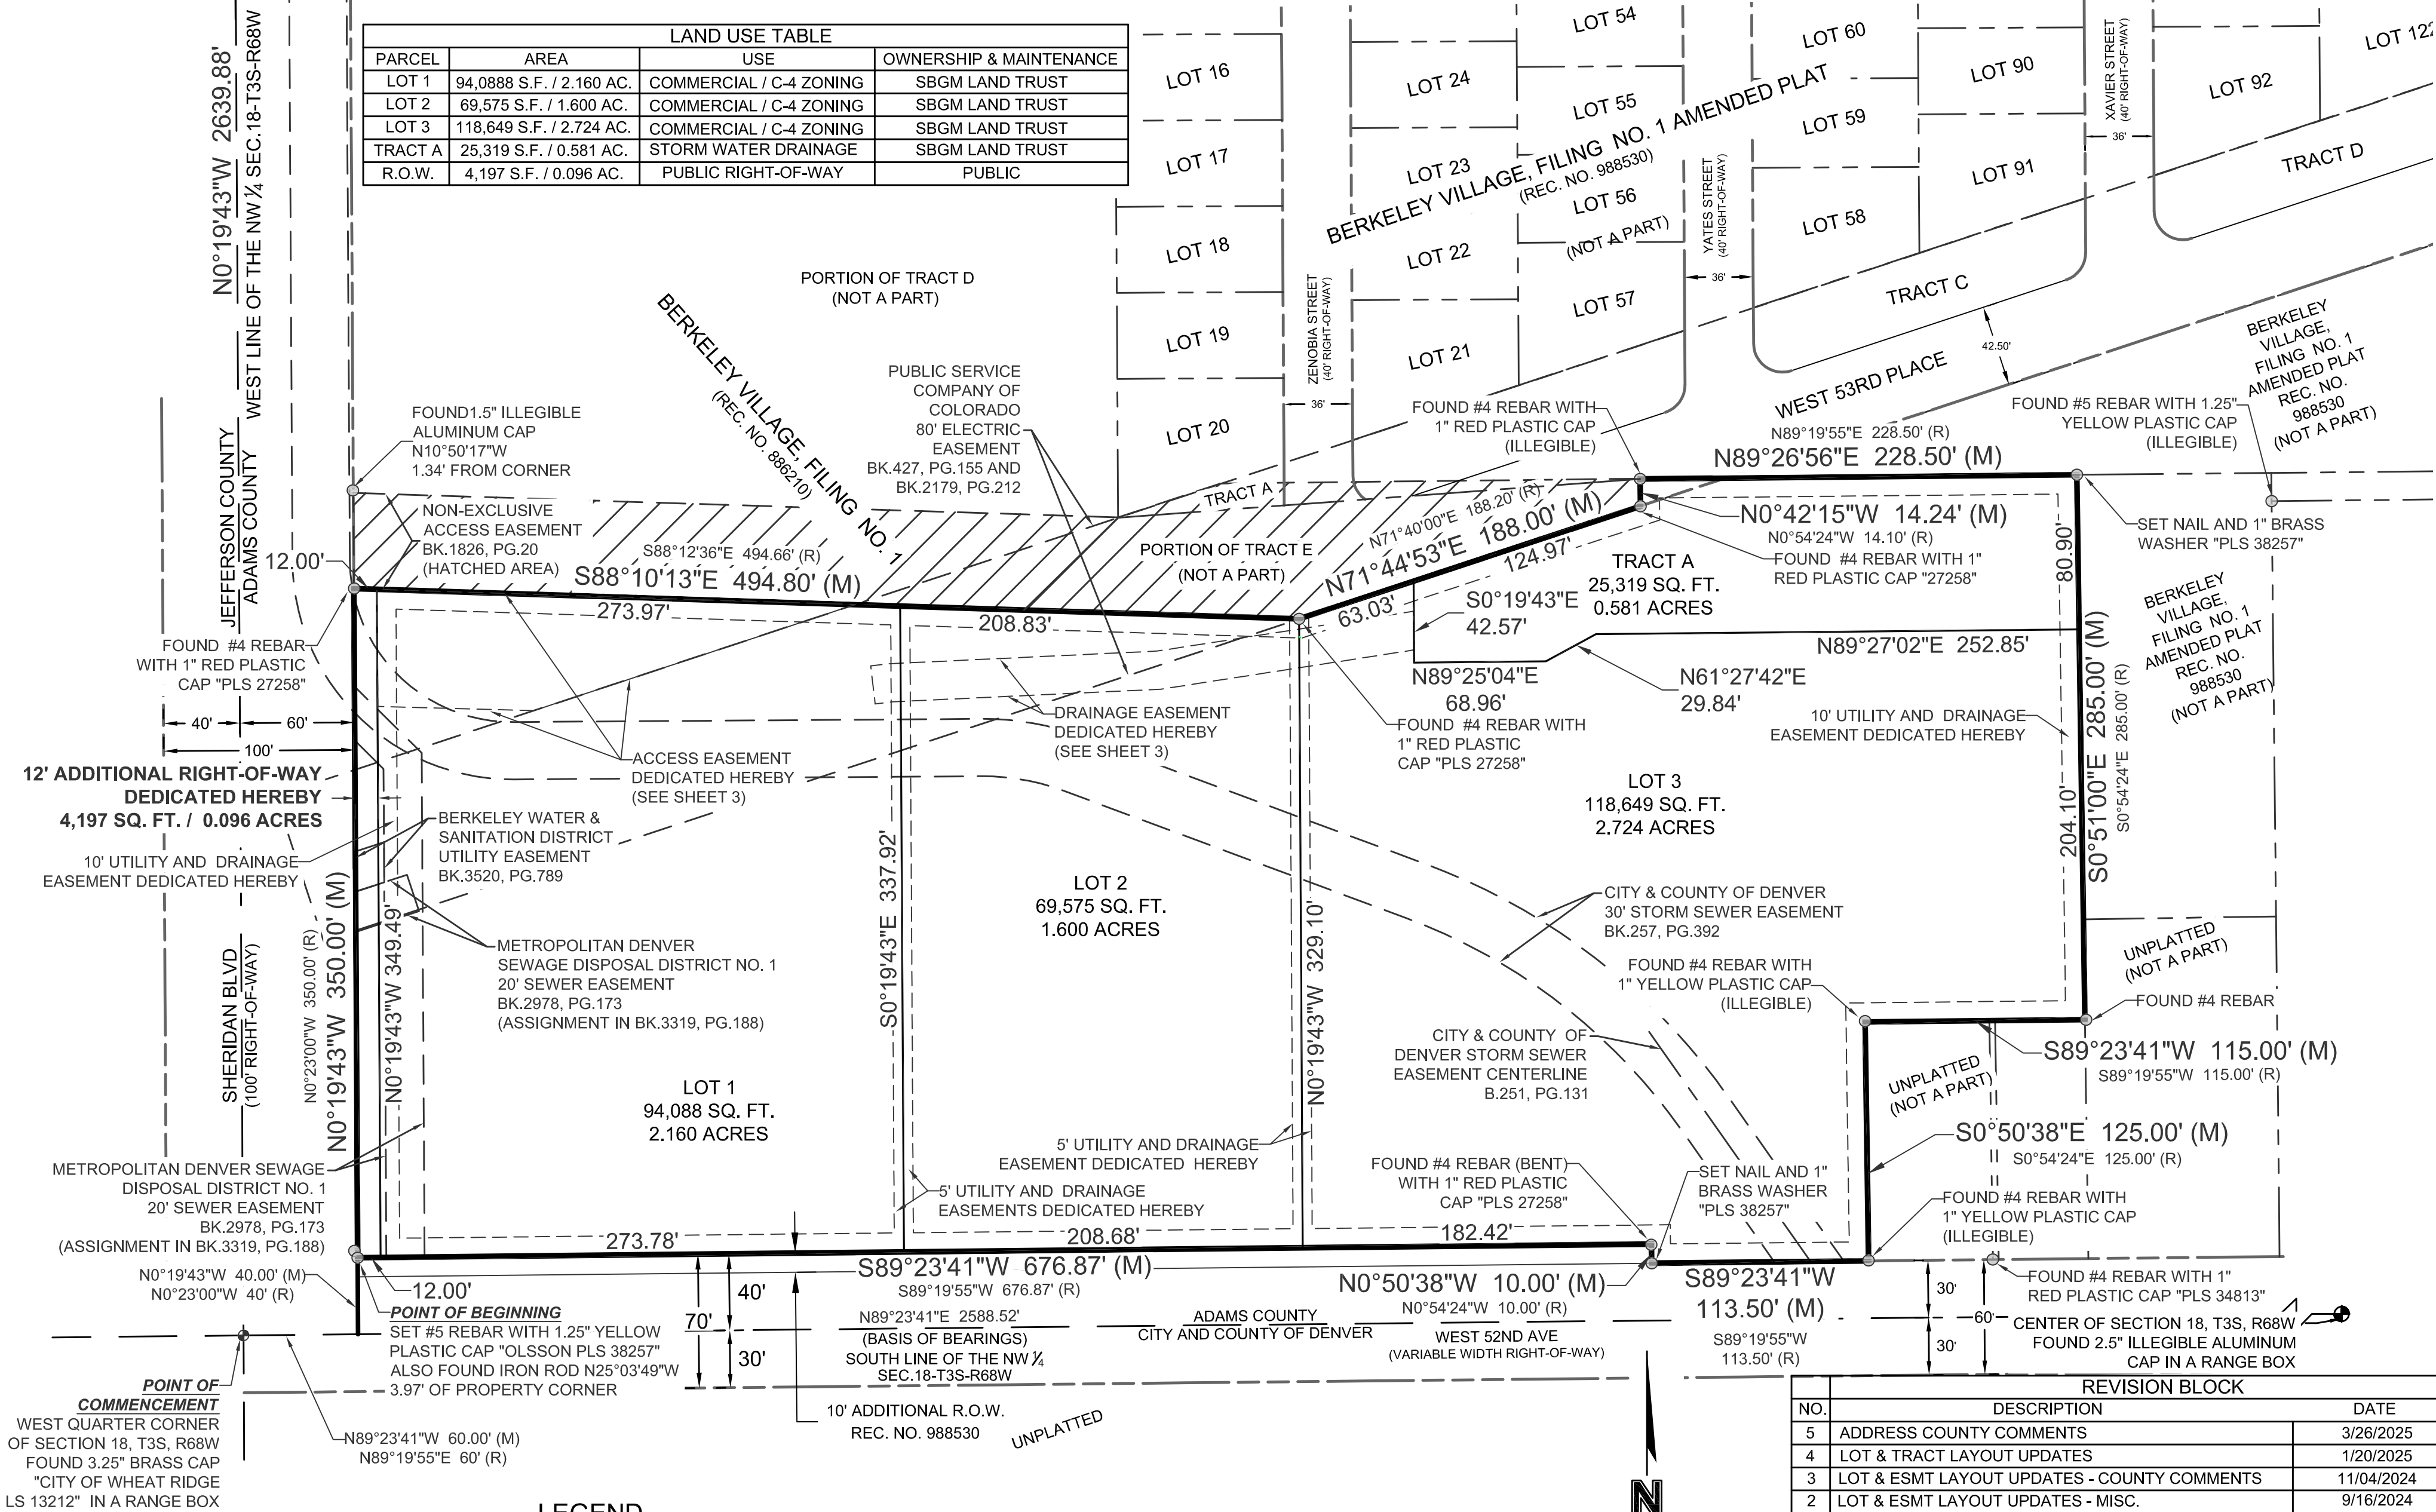 LAND USE TABLE
PARCEL AREA USE OWNERSHIP & MAINTENANCE
LOT 1 94,0888 S.F. / 2.160 AC. COMMERCIAL / C-4 ZONING SBGM LAND TRUST
LOT 2 69,575 S.F. / 1.600 AC. COMMERCIAL / C-4 ZONING SBGM LAND TRUST
LOT 3 118,649 S.F. / 2.724 AC. COMMERCIAL / C-4 ZONING SBGM LAND TRUST
TRACT A 25,319 S.F. / 0.581 AC. STORM WATER DRAINAGE SBGM LAND TRUST
R.O.W. 4,197 S.F. / 0.096 AC. PUBLIC RIGHT-OF-WAY PUBLIC
N0°19'43"W 2639.88'
WEST LINE OF THE NW ¼ SEC.18-T3S-R68W
JEFFERSON COUNTY
ADAMS COUNTY
LOT 16
LOT 17
LOT 18
LOT 19
LOT 20
LOT 24
LOT 23
LOT 22
LOT 21
LOT 54
LOT 55
LOT 56
(NOT A PART)
LOT 57
LOT 60
LOT 59
LOT 58
LOT 90
LOT 91
LOT 92
LOT 122
BERKELEY VILLAGE, FILING NO. 1 AMENDED PLAT
(REC. NO. 988530)
ZENOBIA STREET
(40' RIGHT-OF-WAY)
36'
YATES STREET
(40' RIGHT-OF-WAY)
36'
XAVIER STREET
(40' RIGHT-OF-WAY)
36'
TRACT D
TRACT C
WEST 53RD PLACE
42.50'
PORTION OF TRACT D
(NOT A PART)
BERKELEY VILLAGE, FILING NO. 1
(REC. NO. 886210)
PUBLIC SERVICE
COMPANY OF
COLORADO
80' ELECTRIC
EASEMENT
BK.427, PG.155 AND
BK.2179, PG.212
FOUND1.5" ILLEGIBLE
ALUMINUM CAP
N10°50'17"W
1.34' FROM CORNER
NON-EXCLUSIVE
ACCESS EASEMENT
BK.1826, PG.20
(HATCHED AREA)
12.00'
S88°12'36"E 494.66' (R)
S88°10'13"E 494.80' (M)
273.97'
208.83'
TRACT A
PORTION OF TRACT E
(NOT A PART)
N71°40'00"E 188.20' (R)
N71°44'53"E 188.00' (M)
124.97'
63.03'
FOUND #4 REBAR WITH
1" RED PLASTIC CAP
(ILLEGIBLE)
N89°19'55"E 228.50' (R)
N89°26'56"E 228.50' (M)
FOUND #5 REBAR WITH 1.25"
YELLOW PLASTIC CAP
(ILLEGIBLE)
BERKELEY
VILLAGE,
FILING NO. 1
AMENDED PLAT
REC. NO.
988530
(NOT A PART)
N0°42'15"W 14.24' (M)
N0°54'24"W 14.10' (R)
FOUND #4 REBAR WITH 1"
RED PLASTIC CAP "27258"
SET NAIL AND 1" BRASS
WASHER "PLS 38257"
TRACT A
25,319 SQ. FT.
0.581 ACRES
80.90'
S0°19'43"E
42.57'
N89°27'02"E 252.85'
N89°25'04"E
68.96'
N61°27'42"E
29.84'
BERKELEY
VILLAGE,
FILING NO. 1
AMENDED PLAT
REC. NO.
988530
(NOT A PART)
S0°51'00"E 285.00' (M)
S0°54'24"E 285.00' (R)
204.10'
10' UTILITY AND DRAINAGE
EASEMENT DEDICATED HEREBY
FOUND #4 REBAR
WITH 1" RED PLASTIC
CAP "PLS 27258"
40'
60'
100'
12' ADDITIONAL RIGHT-OF-WAY
DEDICATED HEREBY
4,197 SQ. FT. / 0.096 ACRES
10' UTILITY AND DRAINAGE
EASEMENT DEDICATED HEREBY
ACCESS EASEMENT
DEDICATED HEREBY
(SEE SHEET 3)
DRAINAGE EASEMENT
DEDICATED HEREBY
(SEE SHEET 3)
FOUND #4 REBAR WITH
1" RED PLASTIC
CAP "PLS 27258"
BERKELEY WATER &
SANITATION DISTRICT
UTILITY EASEMENT
BK.3520, PG.789
LOT 3
118,649 SQ. FT.
2.724 ACRES
LOT 2
69,575 SQ. FT.
1.600 ACRES
LOT 1
94,088 SQ. FT.
2.160 ACRES
S0°19'43"E 337.92'
N0°19'43"W 329.10'
SHERIDAN BLVD
(100' RIGHT-OF-WAY)
N0°23'00"W 350.00' (R)
N0°19'43"W 350.00' (M)
N0°19'43"W 349.49'
METROPOLITAN DENVER
SEWAGE DISPOSAL DISTRICT NO. 1
20' SEWER EASEMENT
BK.2978, PG.173
(ASSIGNMENT IN BK.3319, PG.188)
CITY & COUNTY OF DENVER
30' STORM SEWER EASEMENT
BK.257, PG.392
FOUND #4 REBAR WITH
1" YELLOW PLASTIC CAP
(ILLEGIBLE)
CITY & COUNTY OF
DENVER STORM SEWER
EASEMENT CENTERLINE
B.251, PG.131
UNPLATTED
(NOT A PART)
FOUND #4 REBAR
UNPLATTED
(NOT A PART)
S89°23'41"W 115.00' (M)
S89°19'55"W 115.00' (R)
S0°50'38"E 125.00' (M)
S0°54'24"E 125.00' (R)
METROPOLITAN DENVER SEWAGE
DISPOSAL DISTRICT NO. 1
20' SEWER EASEMENT
BK.2978, PG.173
(ASSIGNMENT IN BK.3319, PG.188)
5' UTILITY AND DRAINAGE
EASEMENT DEDICATED HEREBY
5' UTILITY AND DRAINAGE
EASEMENTS DEDICATED HEREBY
FOUND #4 REBAR (BENT)
WITH 1" RED PLASTIC
CAP "PLS 27258"
SET NAIL AND 1"
BRASS WASHER
"PLS 38257"
FOUND #4 REBAR WITH
1" YELLOW PLASTIC CAP
(ILLEGIBLE)
273.78'
208.68'
182.42'
N0°19'43"W 40.00' (M)
N0°23'00"W 40' (R)
12.00'
POINT OF BEGINNING
SET #5 REBAR WITH 1.25" YELLOW
PLASTIC CAP "OLSSON PLS 38257"
ALSO FOUND IRON ROD N25°03'49"W
3.97' OF PROPERTY CORNER
S89°23'41"W 676.87' (M)
S89°19'55"W 676.87' (R)
70'
40'
30'
N89°23'41"E 2588.52'
(BASIS OF BEARINGS)
SOUTH LINE OF THE NW ¼
SEC.18-T3S-R68W
ADAMS COUNTY
CITY AND COUNTY OF DENVER
N0°50'38"W 10.00' (M)
N0°54'24"W 10.00' (R)
WEST 52ND AVE
(VARIABLE WIDTH RIGHT-OF-WAY)
S89°23'41"W
113.50' (M)
S89°19'55"W
113.50' (R)
30'
60'
30'
FOUND #4 REBAR WITH 1"
RED PLASTIC CAP "PLS 34813"
CENTER OF SECTION 18, T3S, R68W
FOUND 2.5" ILLEGIBLE ALUMINUM
CAP IN A RANGE BOX
POINT OF
COMMENCEMENT
WEST QUARTER CORNER
OF SECTION 18, T3S, R68W
FOUND 3.25" BRASS CAP
"CITY OF WHEAT RIDGE
LS 13212" IN A RANGE BOX
N89°23'41"W 60.00' (M)
N89°19'55"E 60' (R)
10' ADDITIONAL R.O.W.
REC. NO. 988530
UNPLATTED
N
REVISION BLOCK
NO. DESCRIPTION DATE
5 ADDRESS COUNTY COMMENTS 3/26/2025
4 LOT & TRACT LAYOUT UPDATES 1/20/2025
3 LOT & ESMT LAYOUT UPDATES - COUNTY COMMENTS 11/04/2024
2 LOT & ESMT LAYOUT UPDATES - MISC. 9/16/2024
LEGEND